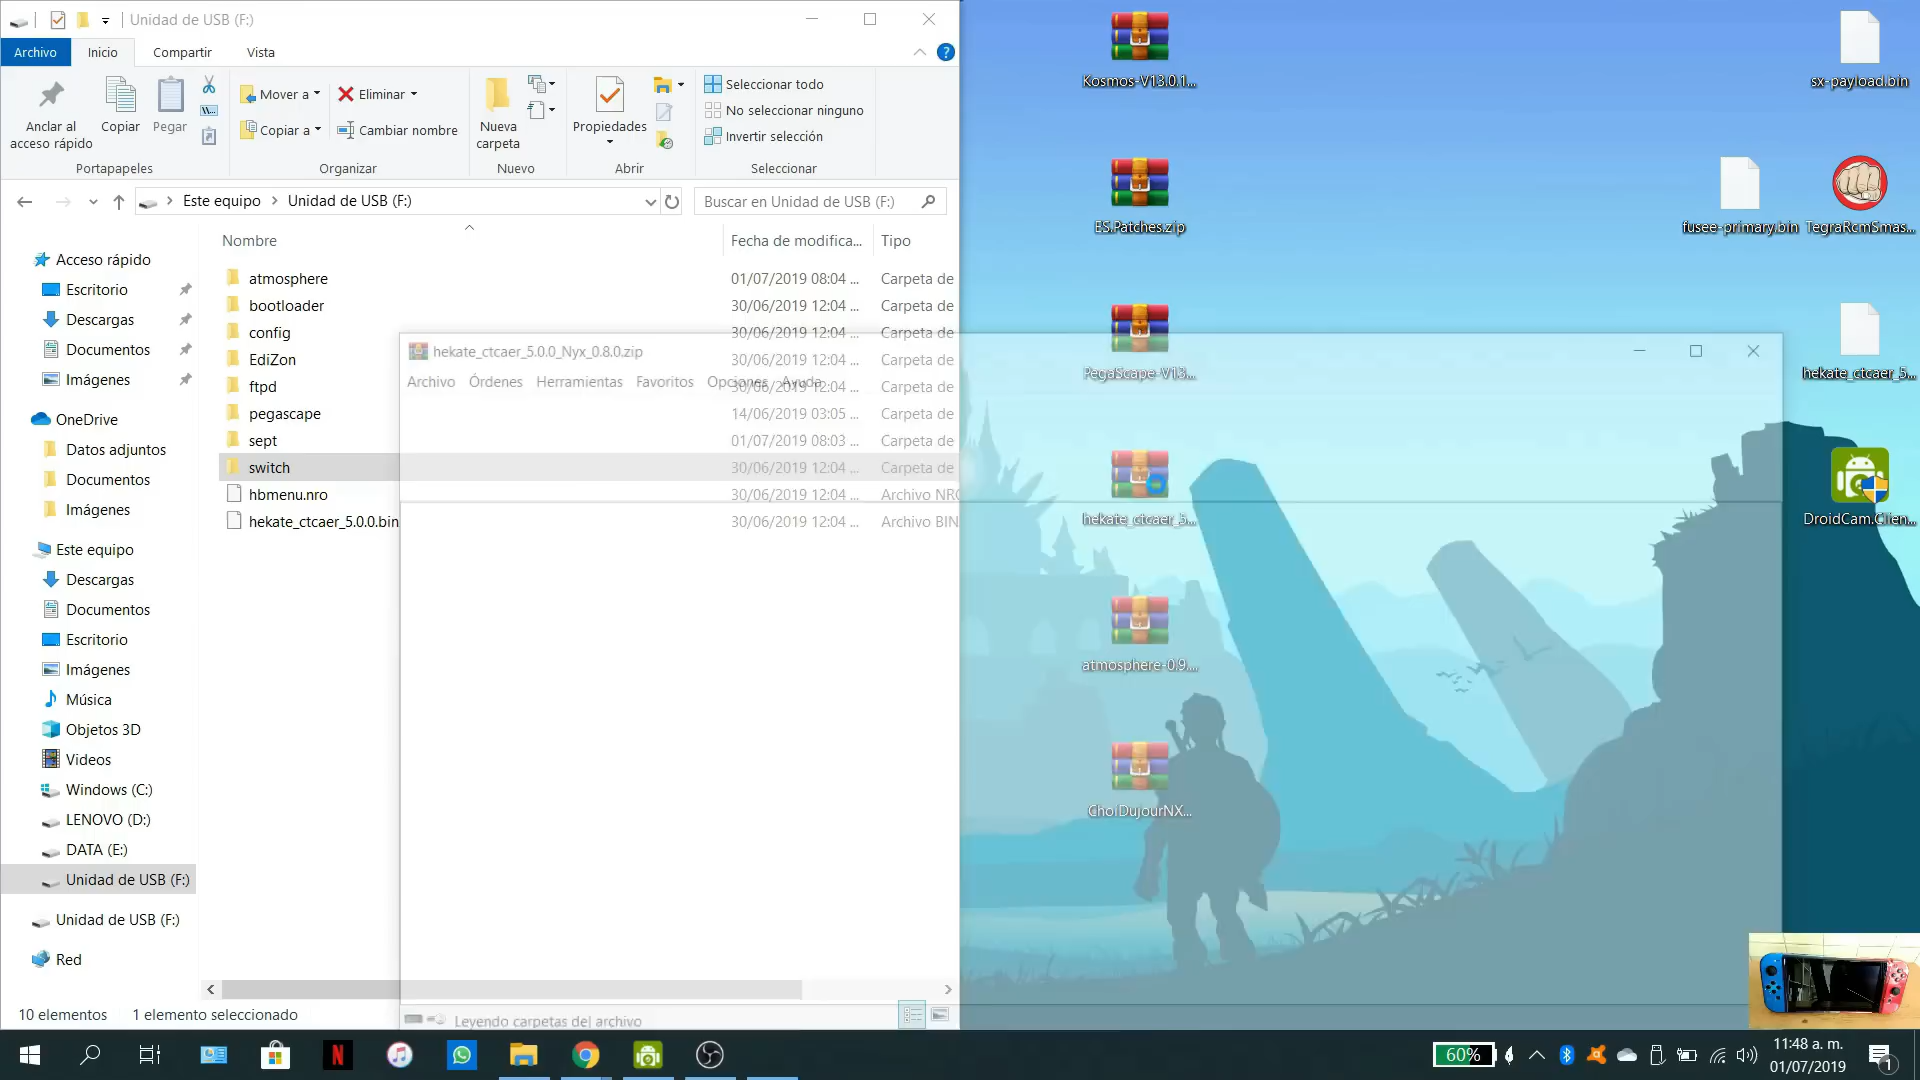 Unidad de USB (F:)
Archivo
Inicio
Compartir
Vista
Anclar al
acceso rápido
Copiar
Pegar
Mover a
Copiar a
Eliminar
Cambiar nombre
Nueva
carpeta
Propiedades
Seleccionar todo
No seleccionar ninguno
Invertir selección
Portapapeles
Organizar
Nuevo
Abrir
Seleccionar
Este equipo
Unidad de USB (F:)
Buscar en Unidad de USB (F:)
Nombre
Fecha de modifica...
Tipo
Acceso rápido
Escritorio
Descargas
Documentos
Imágenes
OneDrive
Datos adjuntos
Documentos
Imágenes
Este equipo
Descargas
Documentos
Escritorio
Imágenes
Música
Objetos 3D
Videos
Windows (C:)
LENOVO (D:)
DATA (E:)
Unidad de USB (F:)
Unidad de USB (F:)
Red
atmosphere 01/07/2019 08:04 ... Carpeta de
bootloader 30/06/2019 12:04 ... Carpeta de
config 30/06/2019 12:04 ... Carpeta de
EdiZon 30/06/2019 12:04 ... Carpeta de
ftpd 30/06/2019 12:04 ... Carpeta de
pegascape 14/06/2019 03:05 ... Carpeta de
sept 01/07/2019 08:03 ... Carpeta de
switch 30/06/2019 12:04 ... Carpeta de
hbmenu.nro 30/06/2019 12:04 ... Archivo NRO
hekate_ctcaer_5.0.0.bin 30/06/2019 12:04 ... Archivo BIN
hekate_ctcaer_5.0.0_Nyx_0.8.0.zip
Archivo Órdenes Herramientas Favoritos Opciones Ayuda
Leyendo carpetas del archivo
10 elementos
1 elemento seleccionado
Kosmos-V13.0.1...
ES.Patches.zip
PegaScape-V13...
hekate_ctcaer_5...
atmosphere-0.9....
ChoiDujourNX...
sx-payload.bin
fusee-primary.bin
TegraRcmSmas...
hekate_ctcaer_5...
DroidCam.Clien...
60%
11:48 a. m.
01/07/2019
1